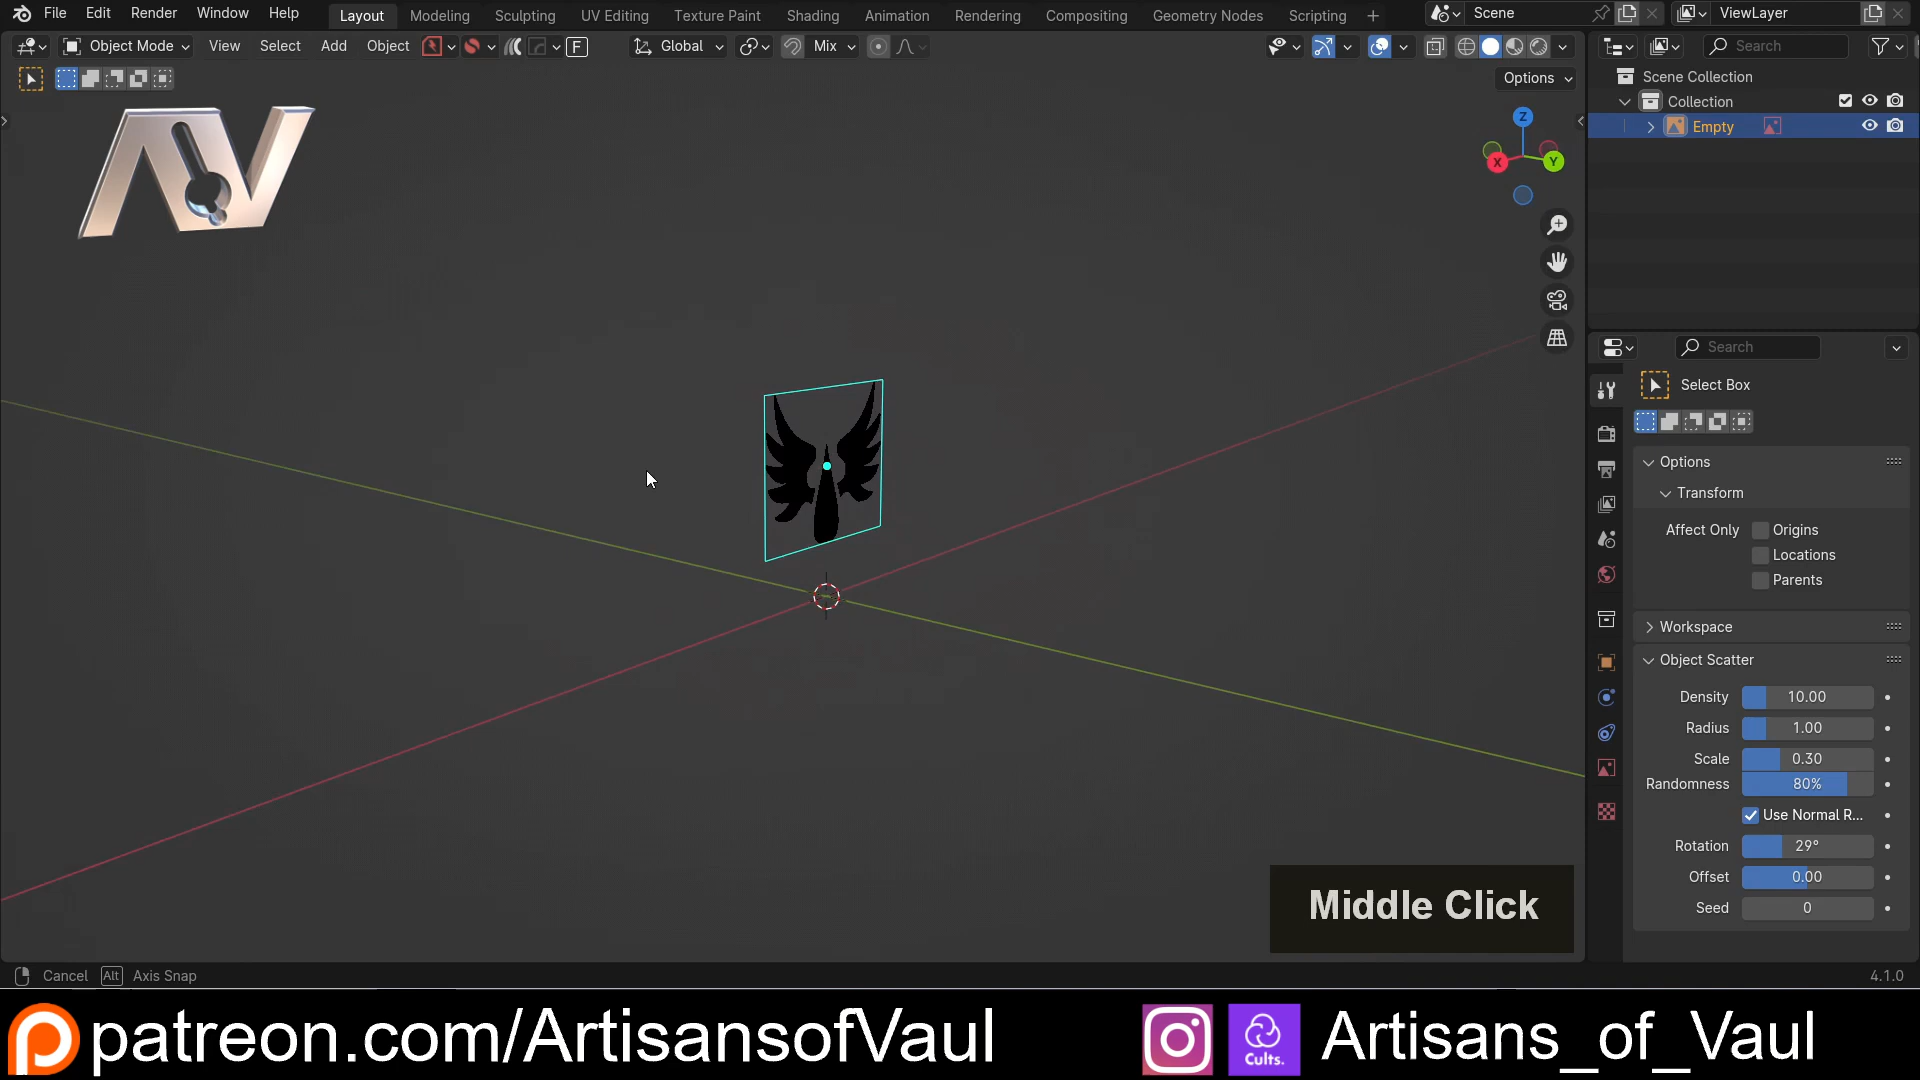 File Edit Render Window Help Layout Modeling Sculpting UV Editing Texture Paint Shading Animation Rendering Compositing Geometry Nodes Scripting + Scene ViewLayer
Object Mode View Select Add Object F Global Mix Search
Options
AV
Z
X Y
Scene Collection
Collection
Empty
Search
Select Box
Options
Transform
Affect Only Origins
Locations
Parents
Workspace
Object Scatter
Density 10.00
Radius 1.00
Scale 0.30
Randomness 80%
Use Normal R...
Rotation 29°
Offset 0.00
Seed 0
Middle Click
Cancel Alt Axis Snap 4.1.0
patreon.com/ArtisansofVaul Cults. Artisans_of_Vaul